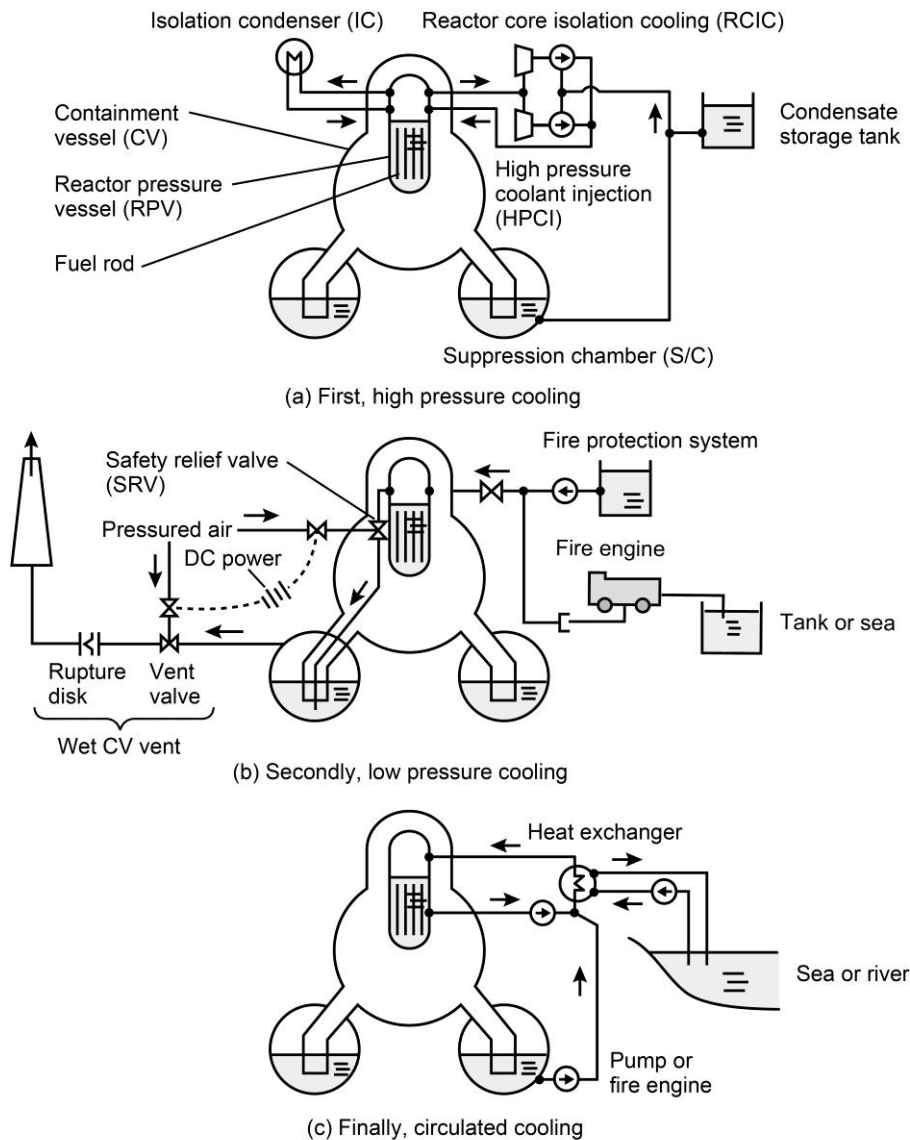 Isolation condenser (IC)
Reactor core isolation cooling (RCIC)
Containment
vessel (CV)
Condensate
storage tank
Reactor pressure
vessel (RPV)
High pressure
coolant injection
(HPCI)
Fuel rod
Suppression chamber (S/C)
(a) First, high pressure cooling
Fire protection system
Safety relief valve
(SRV)
Pressured air
DC power
Fire engine
Tank or sea
Rupture
disk
Vent
valve
Wet CV vent
(b) Secondly, low pressure cooling
Heat exchanger
Sea or river
Pump or
fire engine
(c) Finally, circulated cooling